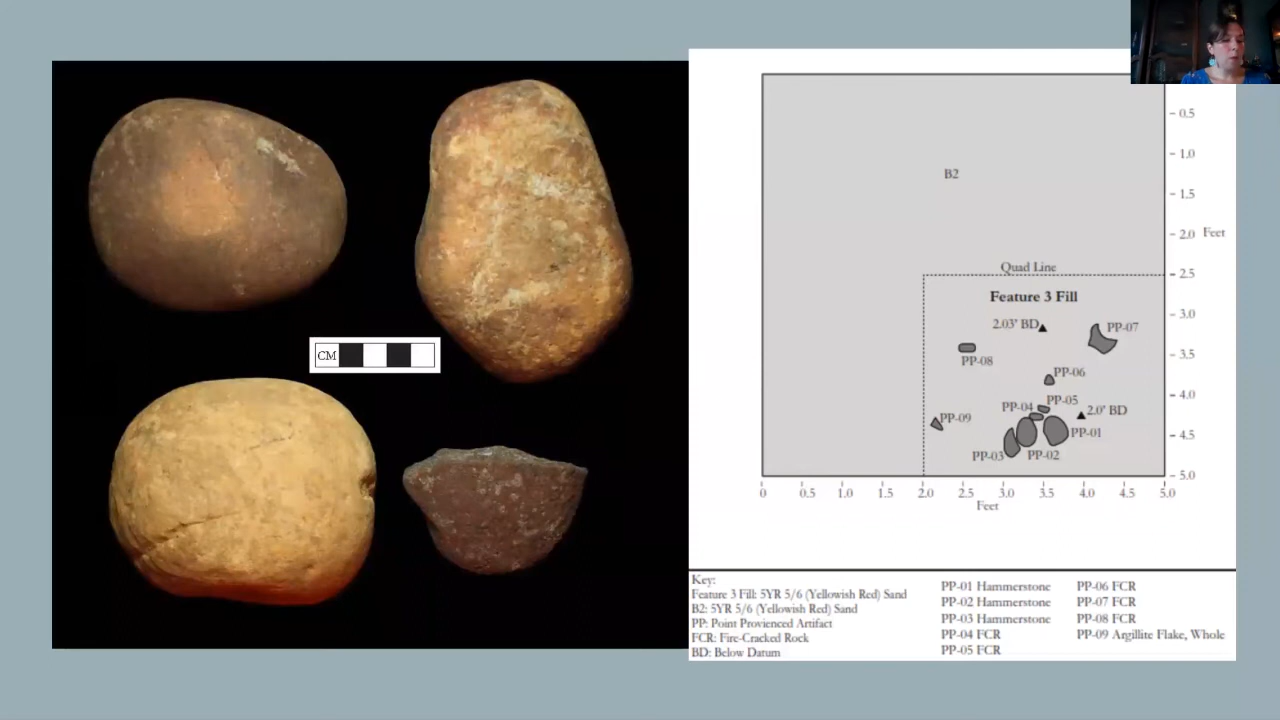 CM
0.5
1.0
B2
1.5
2.0 Feet
Quad Line
2.5
Feature 3 Fill
3.0
2.03' BD
PP-07
3.5
PP-08
PP-06
4.0
PP-05
PP-04
2.0' BD
PP-09
PP-01
4.5
PP-03
PP-02
5.0
0 0.5 1.0 1.5 2.0 2.5 3.0 3.5 4.0 4.5 5.0
Feet
Key:
Feature 3 Fill: 5YR 5/6 (Yellowish Red) Sand
B2: 5YR 5/6 (Yellowish Red) Sand
PP: Point Provienced Artifact
FCR: Fire-Cracked Rock
BD: Below Datum
PP-01 Hammerstone
PP-02 Hammerstone
PP-03 Hammerstone
PP-04 FCR
PP-05 FCR
PP-06 FCR
PP-07 FCR
PP-08 FCR
PP-09 Argillite Flake, Whole